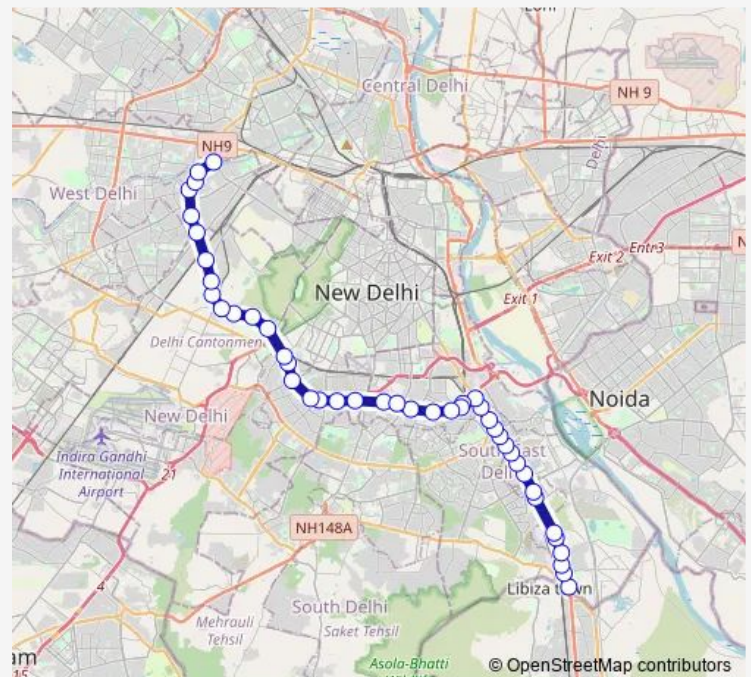 Central Delhi
NH 9
NH9
Delhi
West Delhi
Entr3
Exit 2
New Delhi
Exit 1
Delhi Cantonmen
Noida
New Delhi
South East
Delhi
Indira Gandhi
International
Airport
21
NH148A
4
Libiza town
South Delhi
Mehrauli
Tehsil
Saket Tehsil
am
Asola-Bhatti
15
© OpenStreetMap contributors